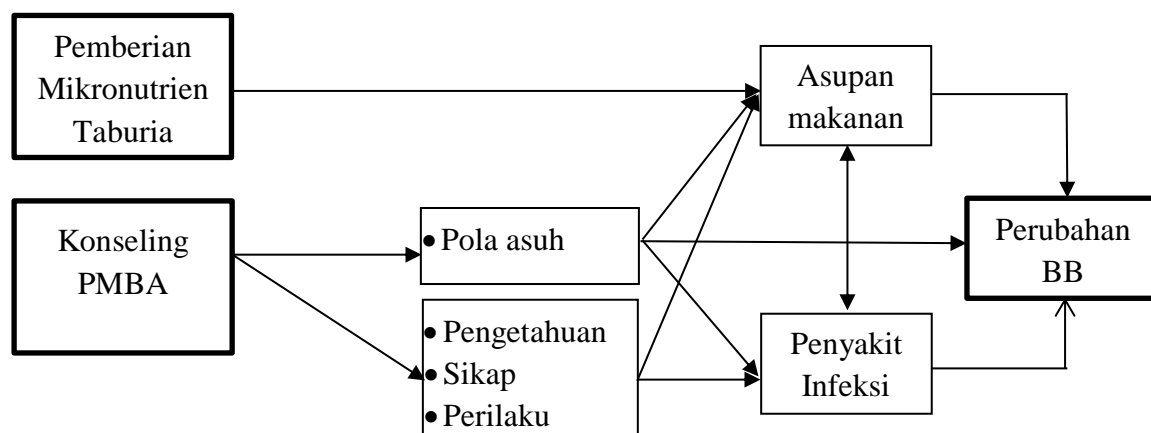 Pemberian
Mikronutrien
Taburia
Asupan
makanan
Konseling
PMBA
• Pola asuh
Perubahan
BB
• Pengetahuan
• Sikap
• Perilaku
Penyakit
Infeksi